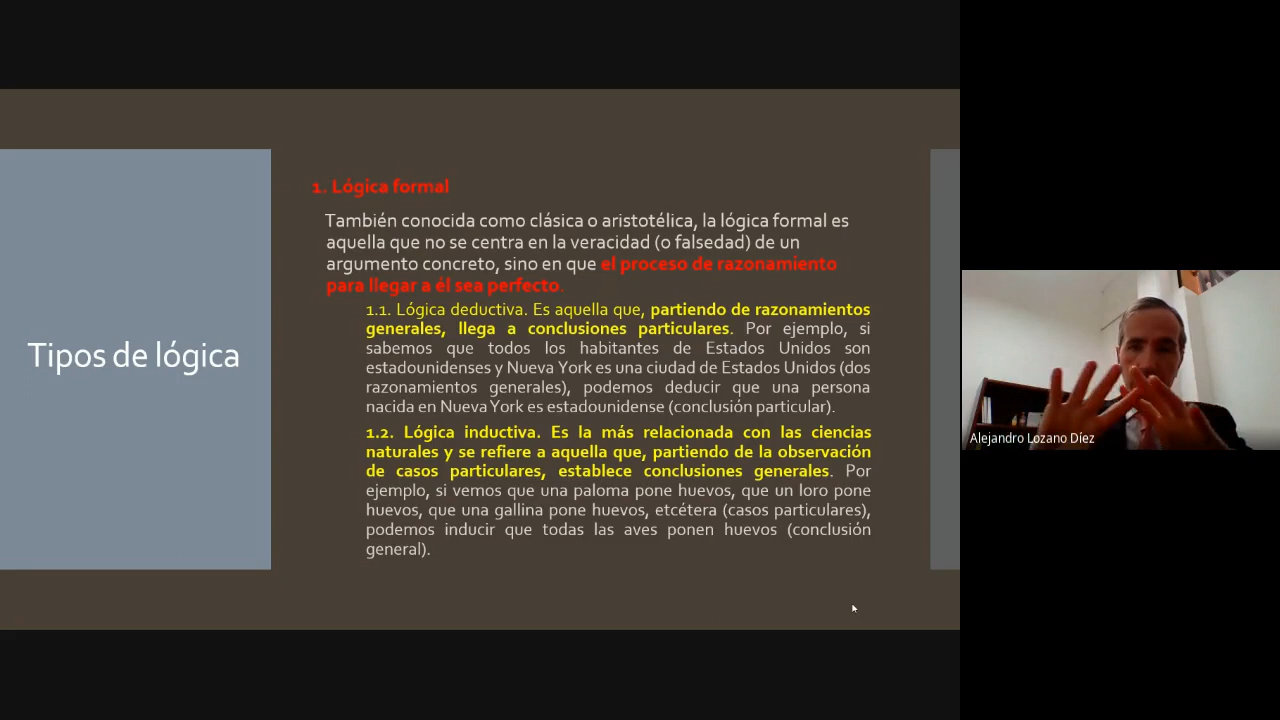 Tipos de lógica
1. Lógica formal
También conocida como clásica o aristotélica, la lógica formal es
aquella que no se centra en la veracidad (o falsedad) de un
argumento concreto, sino en que el proceso de razonamiento
para llegar a él sea perfecto.
1.1. Lógica deductiva. Es aquella que, partiendo de razonamientos
generales, llega a conclusiones particulares. Por ejemplo, si
sabemos que todos los habitantes de Estados Unidos son
estadounidenses y Nueva York es una ciudad de Estados Unidos (dos
razonamientos generales), podemos deducir que una persona
nacida en Nueva York es estadounidense (conclusión particular).
1.2. Lógica inductiva. Es la más relacionada con las ciencias
naturales y se refiere a aquella que, partiendo de la observación
de casos particulares, establece conclusiones generales. Por
ejemplo, si vemos que una paloma pone huevos, que un loro pone
huevos, que una gallina pone huevos, etcétera (casos particulares),
podemos inducir que todas las aves ponen huevos (conclusión
general).
Alejandro Lozano Díez